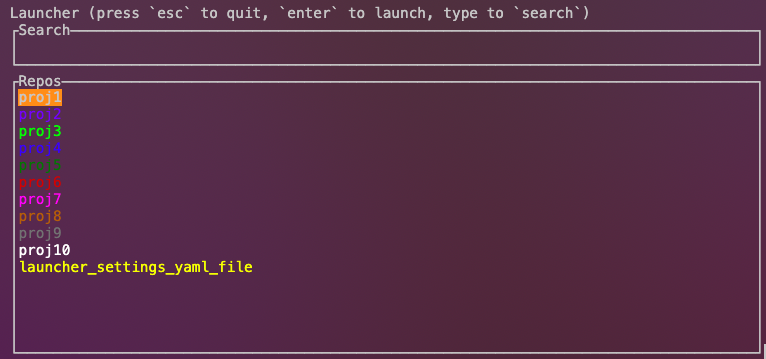 Launcher (press `esc` to quit, `enter` to launch, type to `search`)
Search
Repos
proj1
proj2
proj3
proj4
proj5
proj6
proj7
proj8
proj9
proj10
launcher_settings_yaml_file